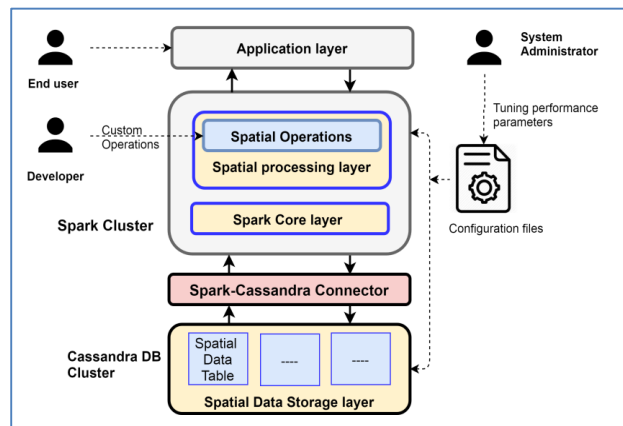 Application layer
System
Administrator
End user
Tuning performance
parameters
Custom
Operations
Spatial Operations
Developer
Spatial processing layer
Spark Core layer
Spark Cluster
Configuration files
Spark-Cassandra Connector
Cassandra DB
Cluster
Spatial
Data
Table
----
----
Spatial Data Storage layer